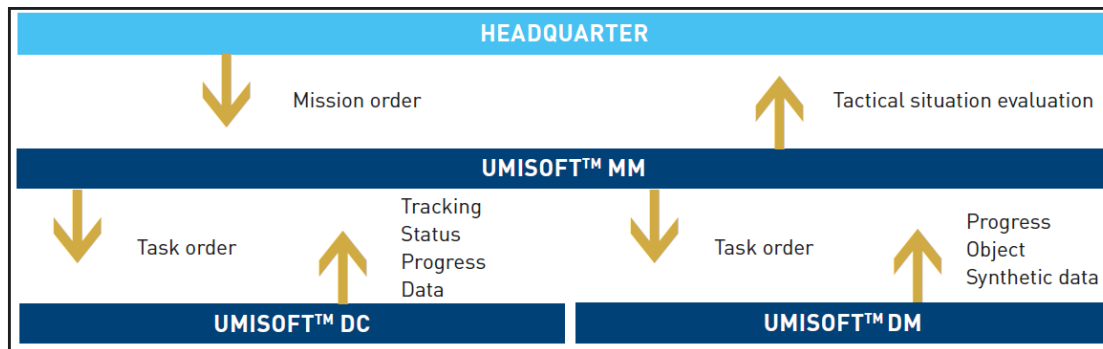 HEADQUARTER
Mission order
Tactical situation evaluation
UMISOFT™ MM
Task order
Tracking
Status
Progress
Data
Task order
Progress
Object
Synthetic data
UMISOFT™ DC
UMISOFT™ DM